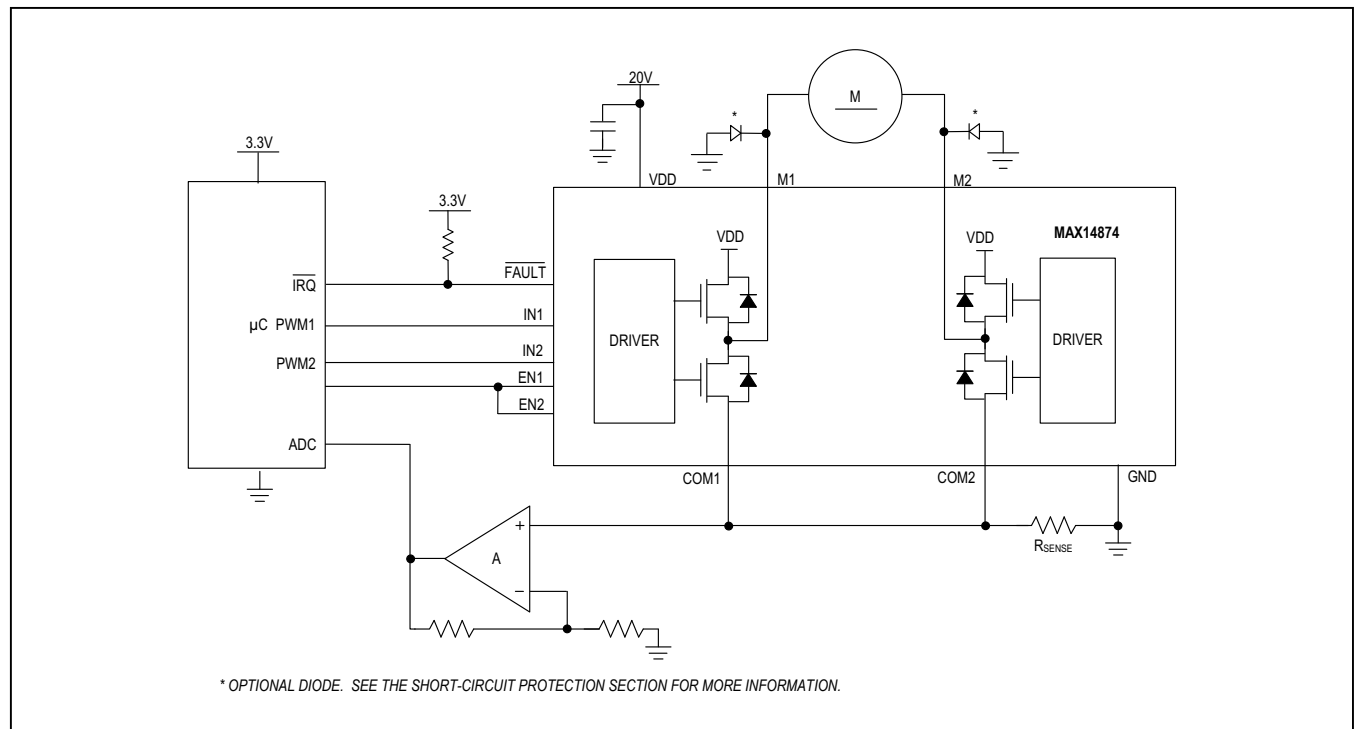 20V
M
*
*
3.3V
VDD
M1
M2
3.3V
VDD
VDD
MAX14874
IRQ
FAULT
µC PWM1
IN1
DRIVER
DRIVER
PWM2
IN2
EN1
EN2
ADC
COM1
COM2
GND
+
A
−
RSENSE
* OPTIONAL DIODE. SEE THE SHORT-CIRCUIT PROTECTION SECTION FOR MORE INFORMATION.